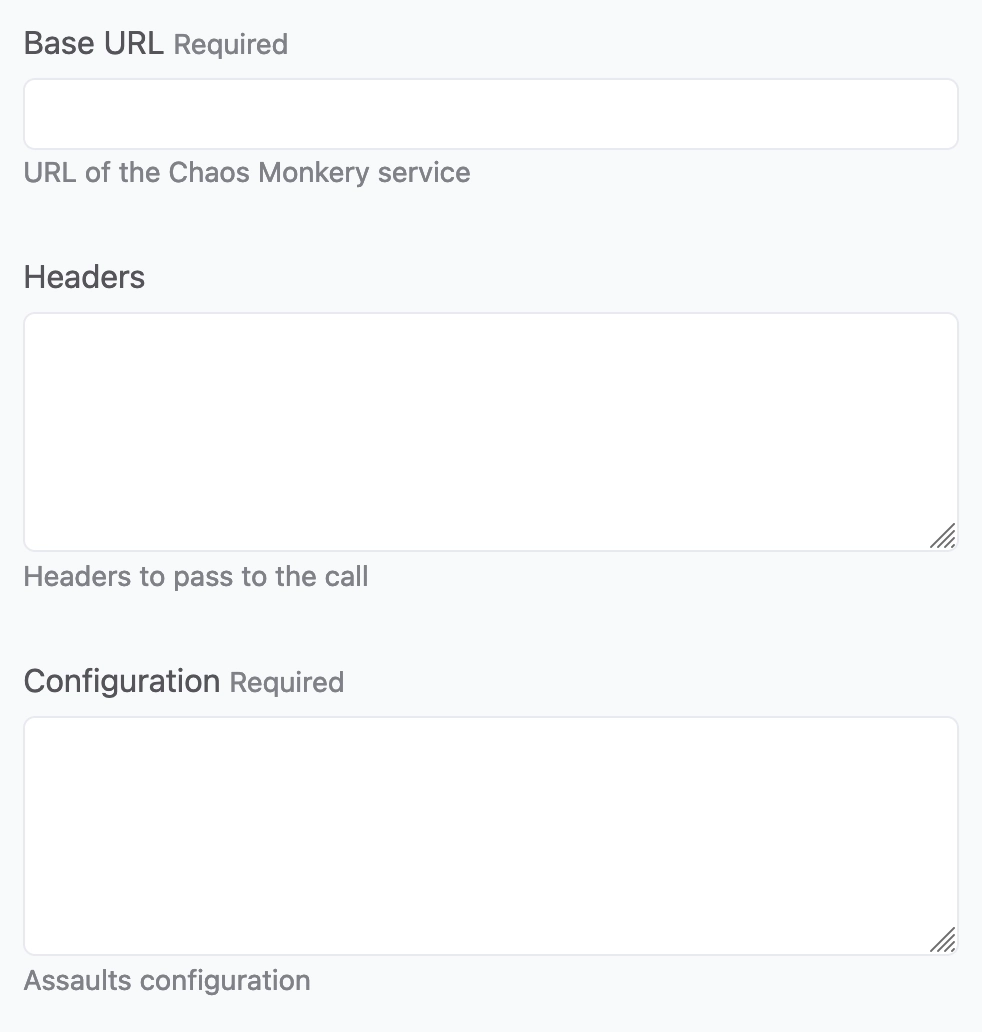 Base URL Required
URL of the Chaos Monkery service
Headers
Headers to pass to the call
Configuration Required
Assaults configuration